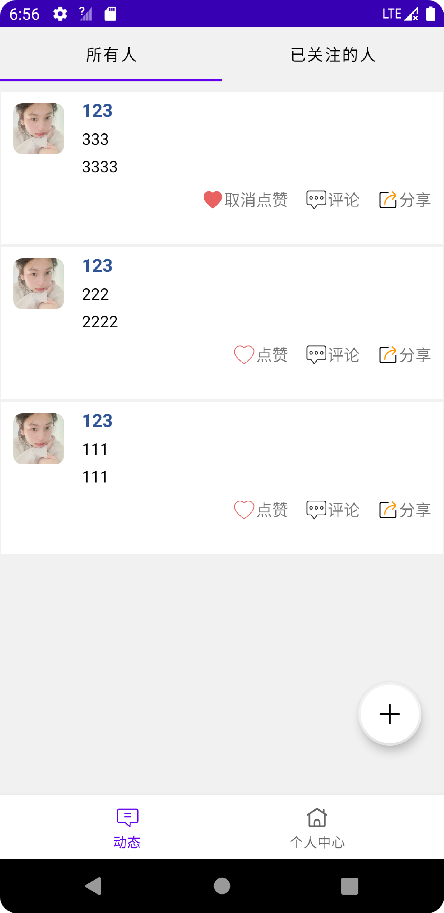 6:56 ? LTE
所有人 已关注的人
123
333
3333
取消点赞 评论 分享
123
222
2222
点赞 评论 分享
123
111
111
点赞 评论 分享
动态 个人中心